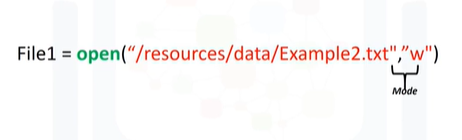 File1 = open(“/resources/data/Example2.txt",”w")
Mode